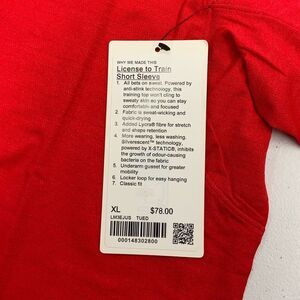 WHY WE MADE THIS
License to Train
Short Sleeve
1. All bets on sweat. Powered by
anti-stink technology, this
training top won't cling to
sweaty skin so you can stay
comfortable and focused
2. Fabric is sweat-wicking and
quick-drying
3. Added Lycra® fibre for stretch
and shape retention
4. More wearing, less washing.
Silverescent™ technology,
powered by X-STATIC®, inhibits
the growth of odour-causing
bacteria on the fabric
5. Underarm gusset for greater
mobility
6. Locker loop for easy hanging
7. Classic fit
XL $78.00
LM3EJUS TUED
000148302800